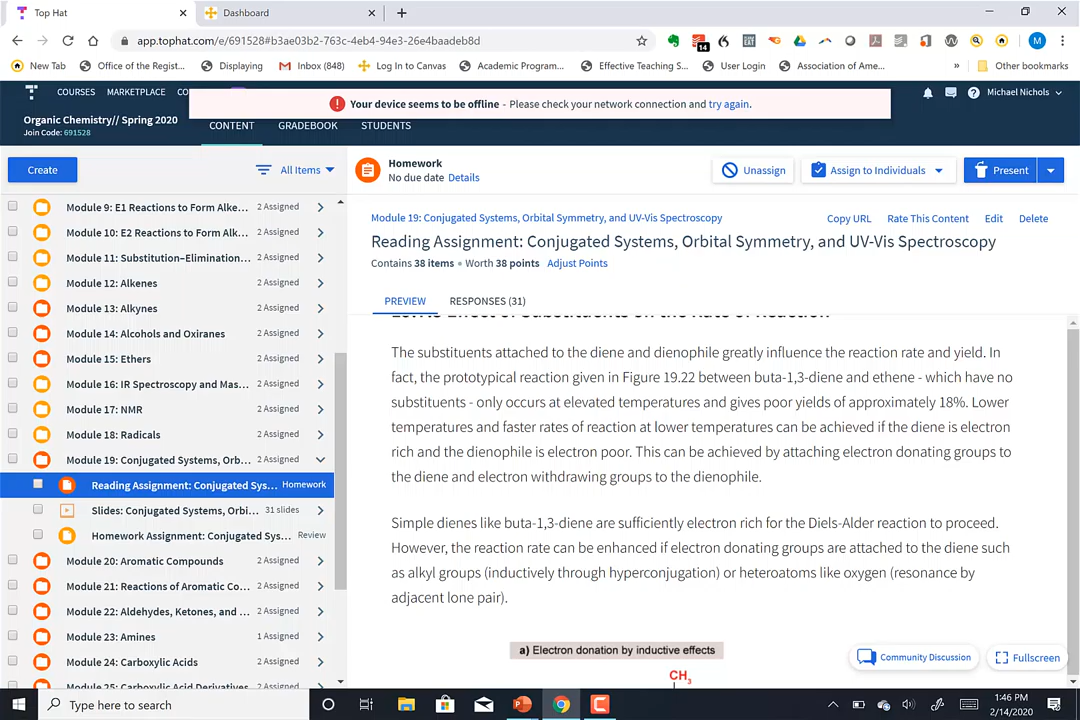 Top Hat
Dashboard
app.tophat.com/e/691528#b3ae03b2-763c-4eb4-94e3-26e4baadeb8d
14
M
New Tab
Office of the Regist...
Displaying
Inbox (848)
Log In to Canvas
Academic Program...
Effective Teaching S...
User Login
Association of Ame...
»
Other bookmarks
COURSES
MARKETPLACE
CO
Your device seems to be offline - Please check your network connection and try again.
Michael Nichols
Organic Chemistry// Spring 2020
Join Code: 691528
CONTENT
GRADEBOOK
STUDENTS
Create
All Items
Homework
No due date Details
Unassign
Assign to Individuals
Present
Module 9: E1 Reactions to Form Alke... 2 Assigned
Module 10: E2 Reactions to Form Alk... 2 Assigned
Module 11: Substitution–Elimination... 2 Assigned
Module 12: Alkenes 2 Assigned
Module 13: Alkynes 2 Assigned
Module 14: Alcohols and Oxiranes 2 Assigned
Module 15: Ethers 2 Assigned
Module 16: IR Spectroscopy and Mas... 2 Assigned
Module 17: NMR 2 Assigned
Module 18: Radicals 2 Assigned
Module 19: Conjugated Systems, Orb... 2 Assigned
Reading Assignment: Conjugated Sys... Homework
Slides: Conjugated Systems, Orbi... 31 slides
Homework Assignment: Conjugated Sys... Review
Module 20: Aromatic Compounds 2 Assigned
Module 21: Reactions of Aromatic Co... 2 Assigned
Module 22: Aldehydes, Ketones, and ... 2 Assigned
Module 23: Amines 1 Assigned
Module 24: Carboxylic Acids 2 Assigned
Module 25: Carboxylic Acid Derivatives 2 Assigned
Module 19: Conjugated Systems, Orbital Symmetry, and UV-Vis Spectroscopy
Copy URL
Rate This Content
Edit
Delete
Reading Assignment: Conjugated Systems, Orbital Symmetry, and UV-Vis Spectroscopy
Contains 38 items • Worth 38 points Adjust Points
PREVIEW
RESPONSES (31)
Effect of Substituents on the Rate of Reaction
The substituents attached to the diene and dienophile greatly influence the reaction rate and yield. In
fact, the prototypical reaction given in Figure 19.22 between buta-1,3-diene and ethene - which have no
substituents - only occurs at elevated temperatures and gives poor yields of approximately 18%. Lower
temperatures and faster rates of reaction at lower temperatures can be achieved if the diene is electron
rich and the dienophile is electron poor. This can be achieved by attaching electron donating groups to
the diene and electron withdrawing groups to the dienophile.
Simple dienes like buta-1,3-diene are sufficiently electron rich for the Diels-Alder reaction to proceed.
However, the reaction rate can be enhanced if electron donating groups are attached to the diene such
as alkyl groups (inductively through hyperconjugation) or heteroatoms like oxygen (resonance by
adjacent lone pair).
a) Electron donation by inductive effects
CH3
Community Discussion
Fullscreen
Type here to search
1:46 PM
2/14/2020